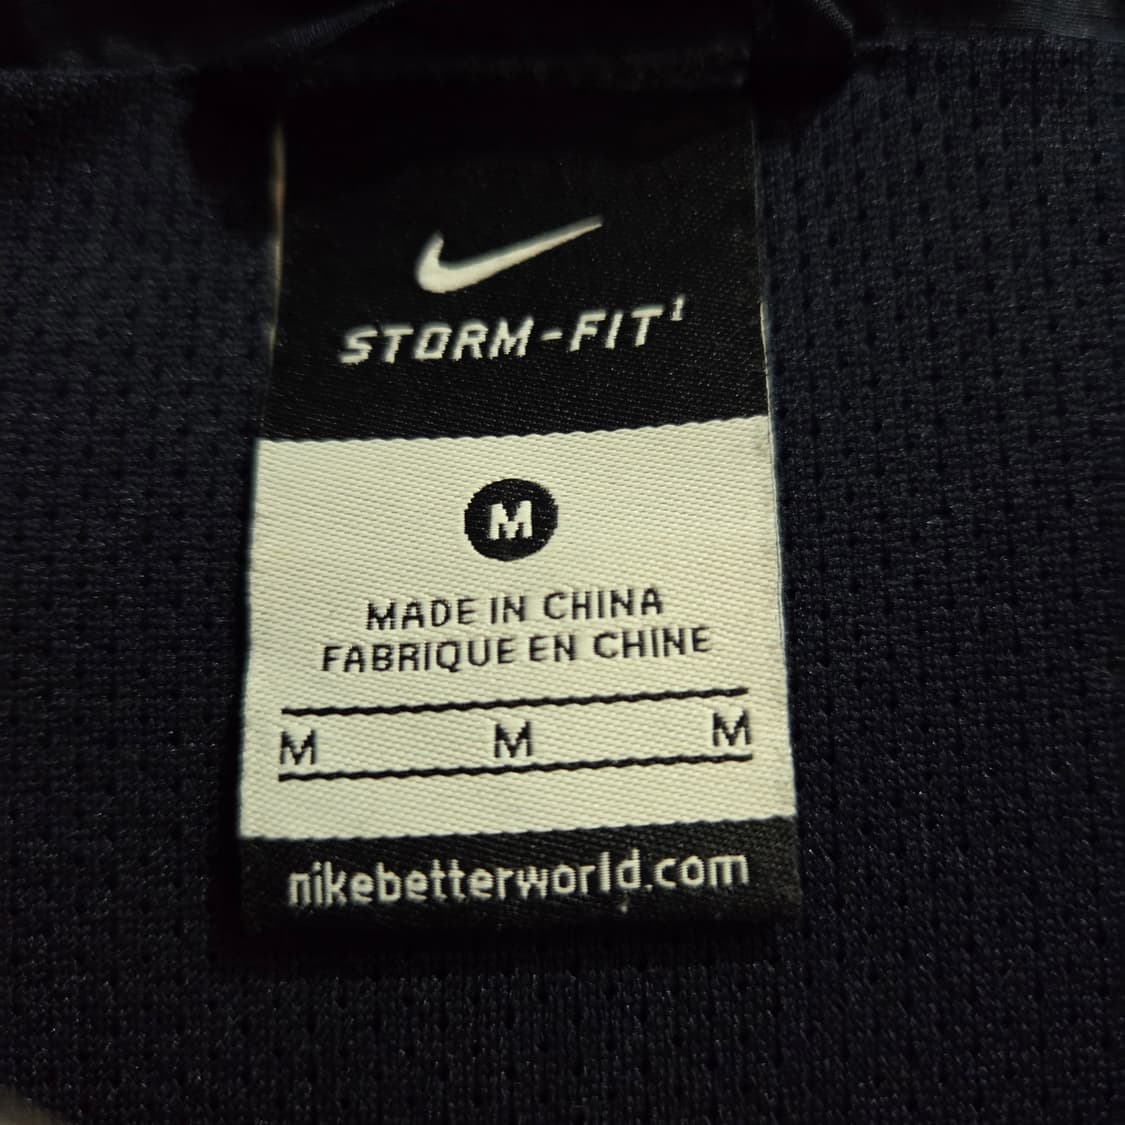 STORM-FIT¹
M
MADE IN CHINA
FABRIQUE EN CHINE
M M M
nikebetterworld.com